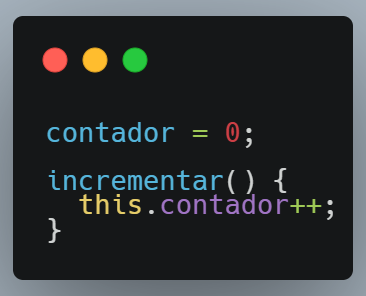 contador = 0;
incrementar() {
  this.contador++;
}